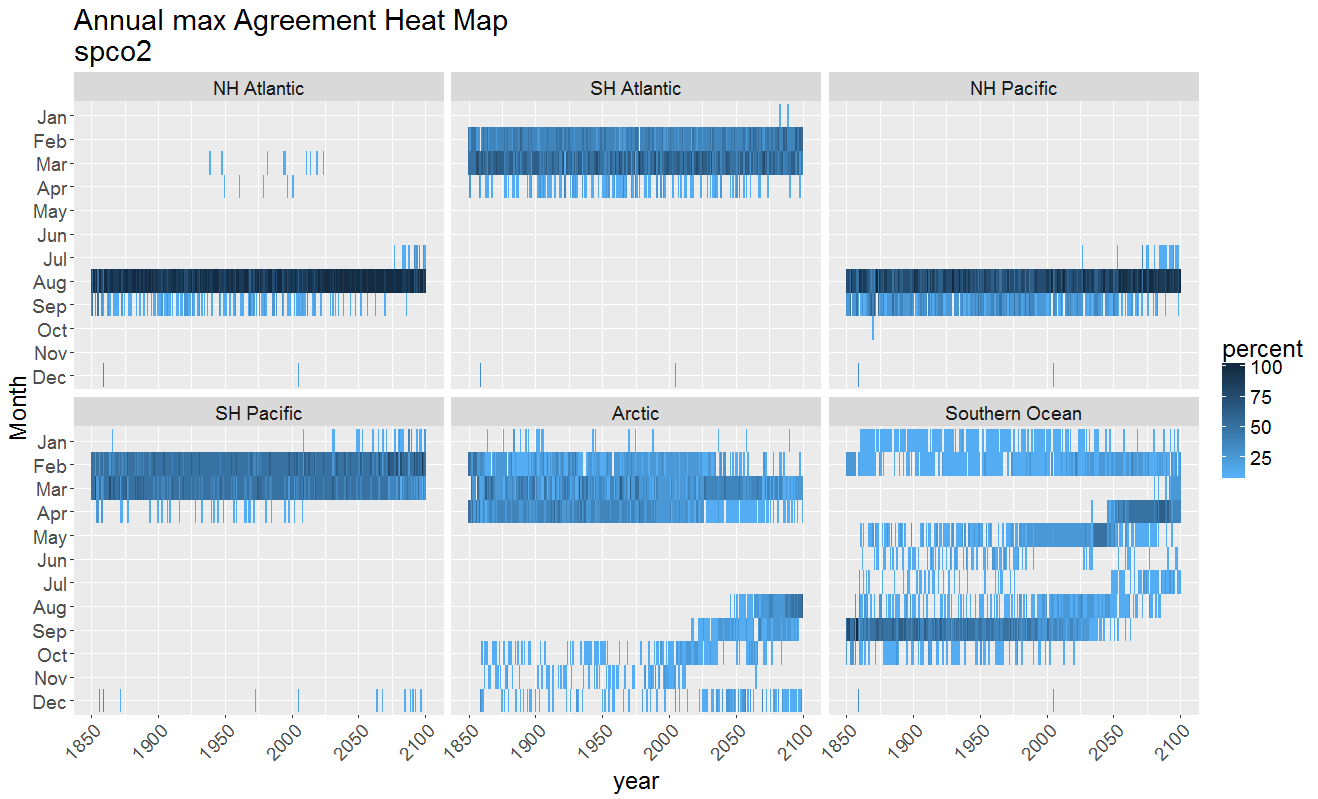 Annual max Agreement Heat Map
spco2
NH Atlantic
SH Atlantic
NH Pacific
Jan
Feb
Mar
Apr
May
Jun
Jul
Aug
Sep
Oct
Nov
Dec
SH Pacific
Arctic
Southern Ocean
Jan
Feb
Mar
Apr
May
Jun
Jul
Aug
Sep
Oct
Nov
Dec
Month
1850 1900 1950 2000 2050 2100
1850 1900 1950 2000 2050 2100
1850 1900 1950 2000 2050 2100
year
percent
100
75
50
25